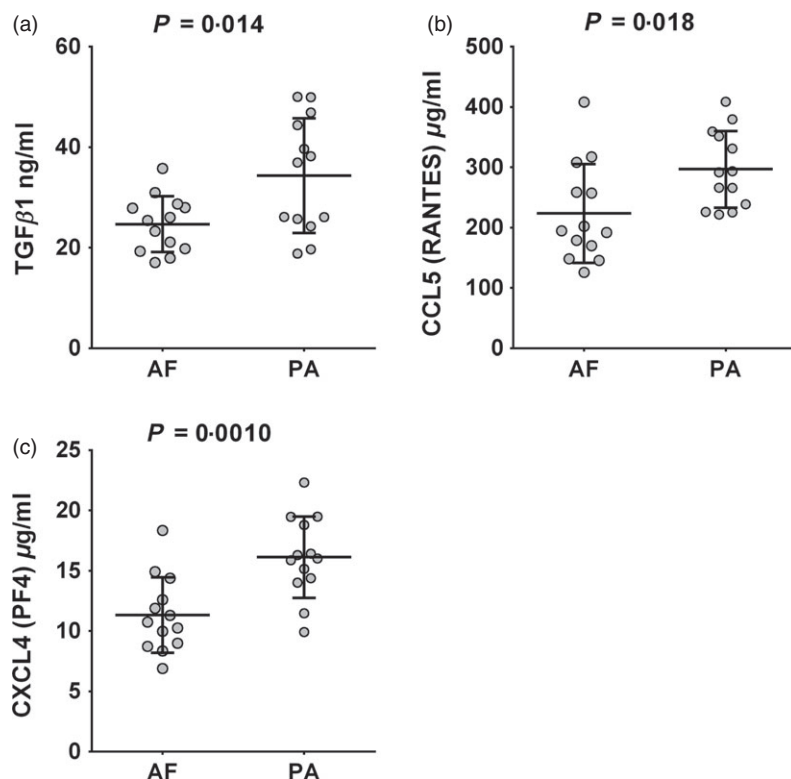 (a)
P = 0·014
TGFβ1 ng/ml
60
40
20
0
AF PA
(b)
P = 0·018
CCL5 (RANTES) µg/ml
500
400
300
200
100
0
AF PA
(c)
P = 0·0010
CXCL4 (PF4) µg/ml
25
20
15
10
5
0
AF PA